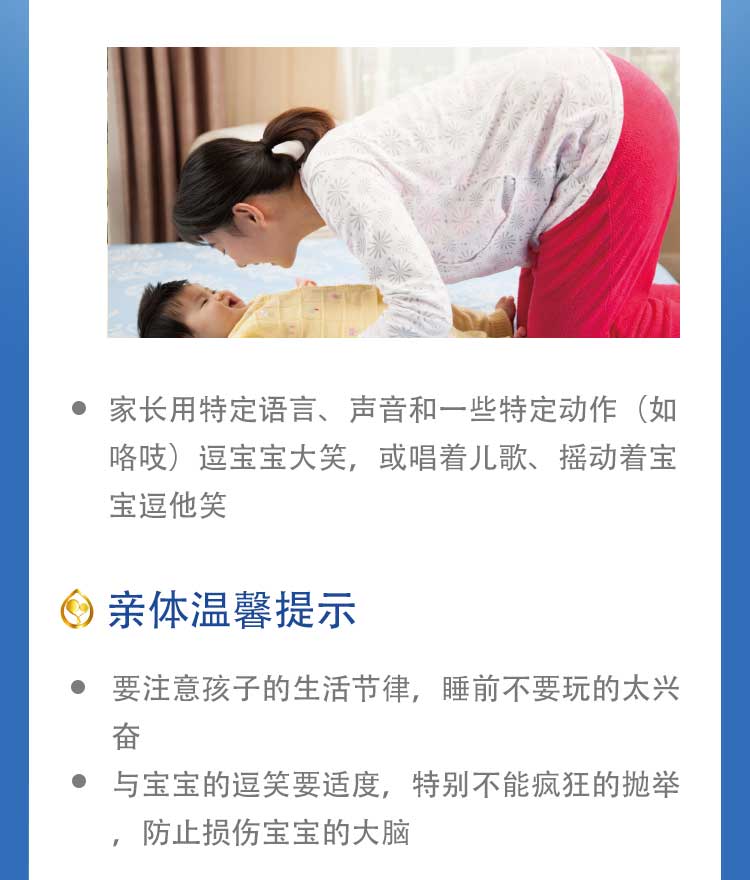 家长用特定语言、声音和一些特定动作（如
咯吱）逗宝宝大笑，或唱着儿歌、摇动着宝
宝逗他笑
亲体温馨提示
要注意孩子的生活节律，睡前不要玩的太兴
奋
与宝宝的逗笑要适度，特别不能疯狂的抛举
，防止损伤宝宝的大脑